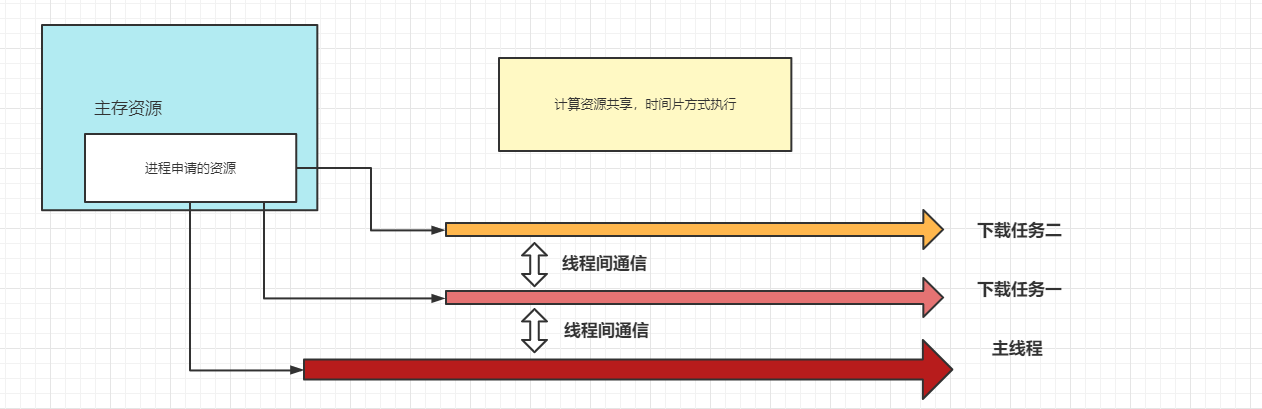 主存资源
计算资源共享，时间片方式执行
进程申请的资源
下载任务二
线程间通信
下载任务一
线程间通信
主线程